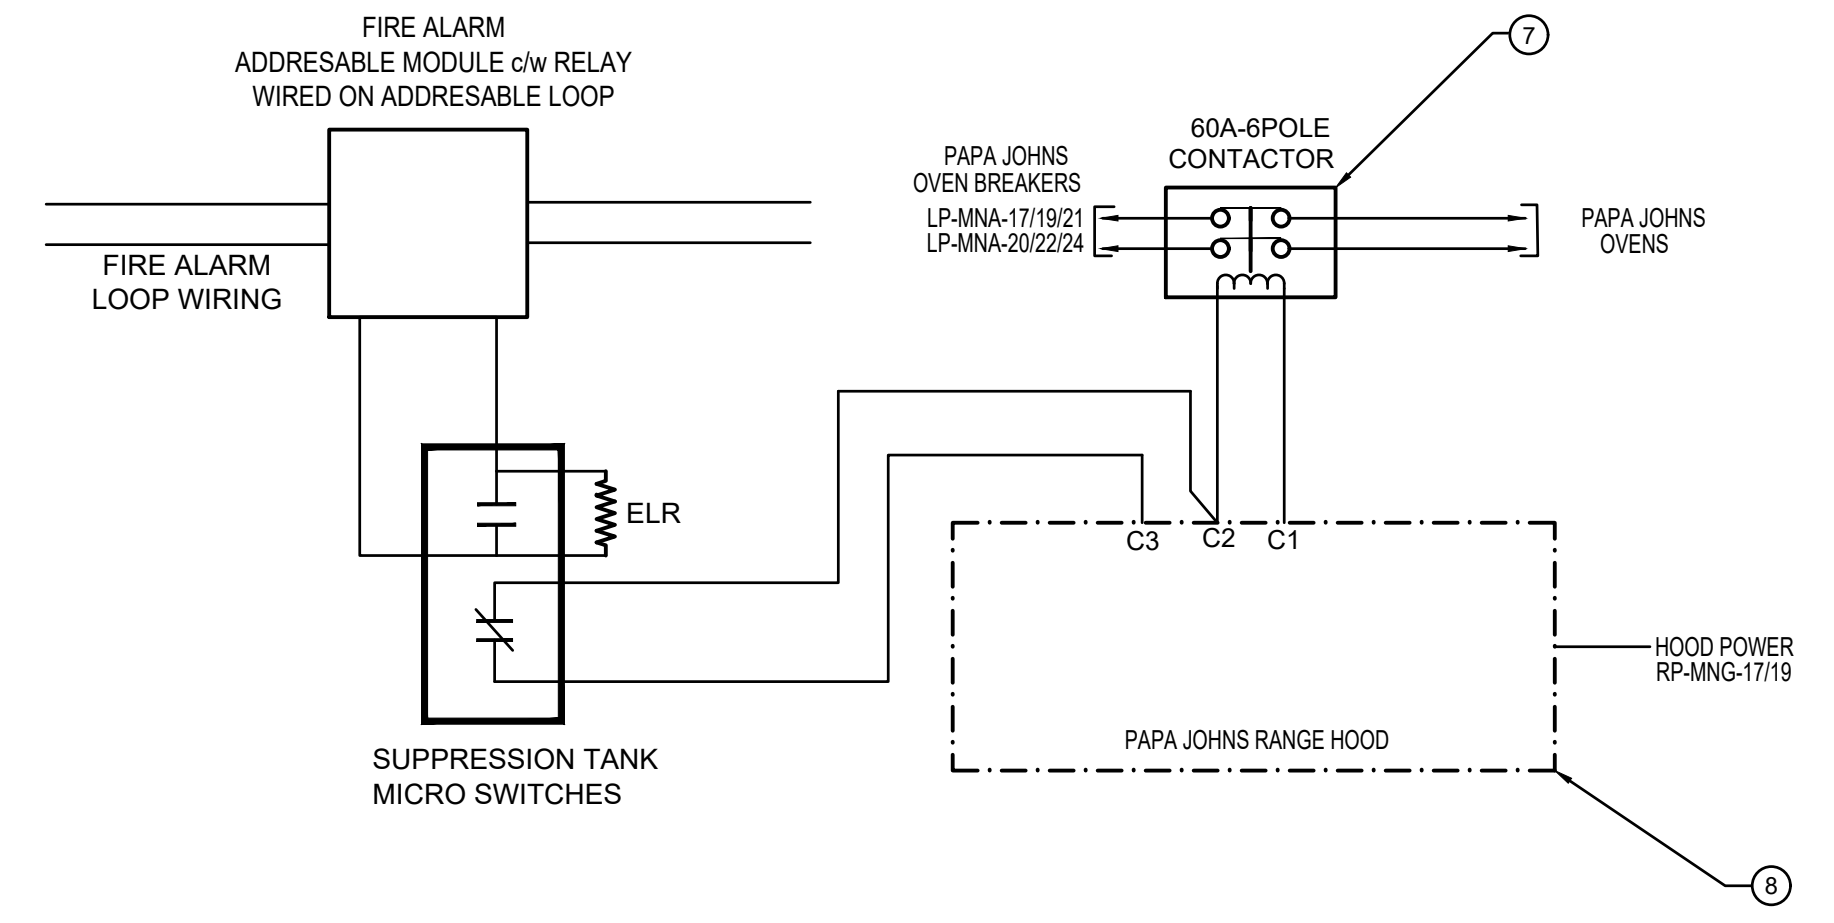 FIRE ALARM
ADDRESABLE MODULE c/w RELAY
WIRED ON ADDRESABLE LOOP
FIRE ALARM
LOOP WIRING
ELR
SUPPRESSION TANK
MICRO SWITCHES
7
60A-6POLE
CONTACTOR
PAPA JOHNS
OVEN BREAKERS
LP-MNA-17/19/21
LP-MNA-20/22/24
PAPA JOHNS
OVENS
C3
C2
C1
HOOD POWER
RP-MNG-17/19
PAPA JOHNS RANGE HOOD
8